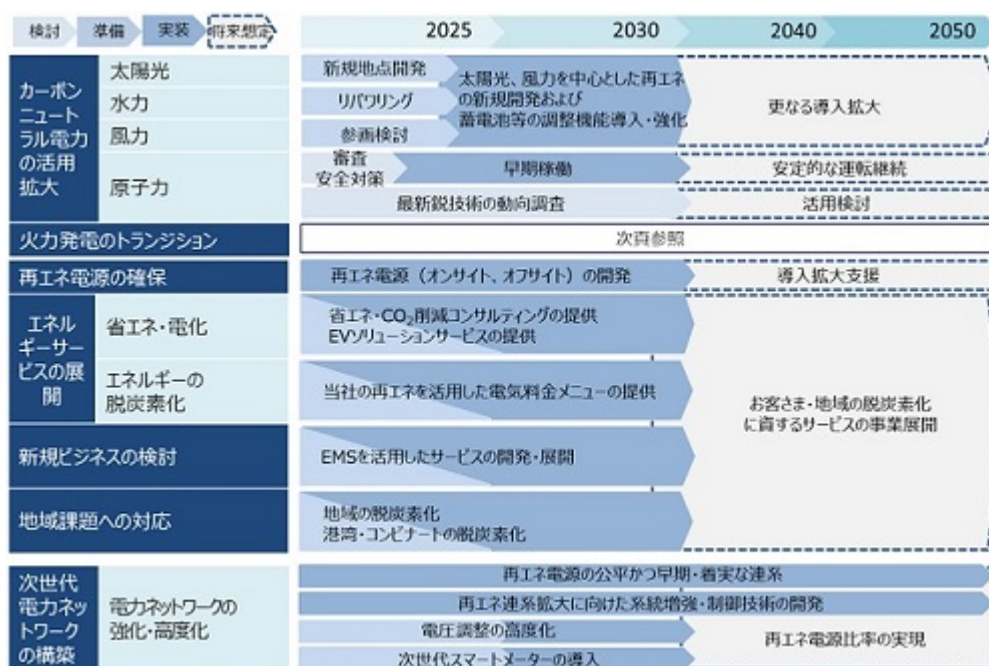 検討
準備
実装
将来想定
2025
2030
2040
2050
カーボン
ニュート
ラル電力
の活用
拡大
太陽光
水力
風力
原子力
新規地点開発
リパワリング
参画検討
太陽光、風力を中心とした再エネ
の新規開発および
蓄電池等の調整機能導入・強化
更なる導入拡大
審査
安全対策
早期稼働
安定的な運転継続
最新鋭技術の動向調査
活用検討
火力発電のトランジション
次頁参照
再エネ電源の確保
再エネ電源（オンサイト、オフサイト）の開発
導入拡大支援
エネル
ギーサー
ビスの展
開
省エネ・電化
省エネ・CO₂削減コンサルティングの提供
EVソリューションサービスの提供
エネルギーの
脱炭素化
当社の再エネを活用した電気料金メニューの提供
お客さま・地域の脱炭素化
に資するサービスの事業展開
新規ビジネスの検討
EMSを活用したサービスの開発・展開
地域課題への対応
地域の脱炭素化
港湾・コンビナートの脱炭素化
次世代
電力ネッ
トワーク
の構築
電力ネットワークの
強化・高度化
再エネ電源の公平かつ早期・着実な連系
再エネ連系拡大に向けた系統増強・制御技術の開発
電圧調整の高度化
次世代スマートメーターの導入
再エネ電源比率の実現